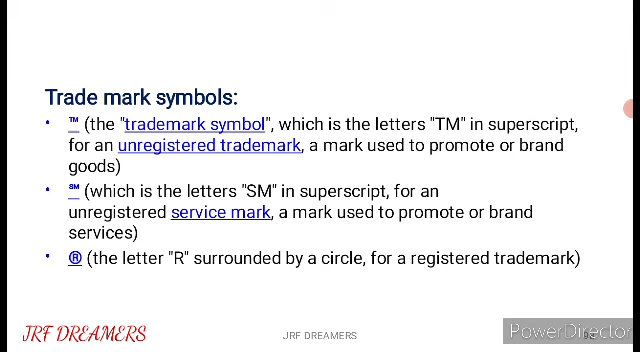 Trade mark symbols:
• ™ (the "trademark symbol", which is the letters "TM" in superscript,
for an unregistered trademark, a mark used to promote or brand
goods)
• ℠ (which is the letters "SM" in superscript, for an
unregistered service mark, a mark used to promote or brand
services)
• ® (the letter "R" surrounded by a circle, for a registered trademark)
JRF DREAMERS
JRF DREAMERS
PowerDirector